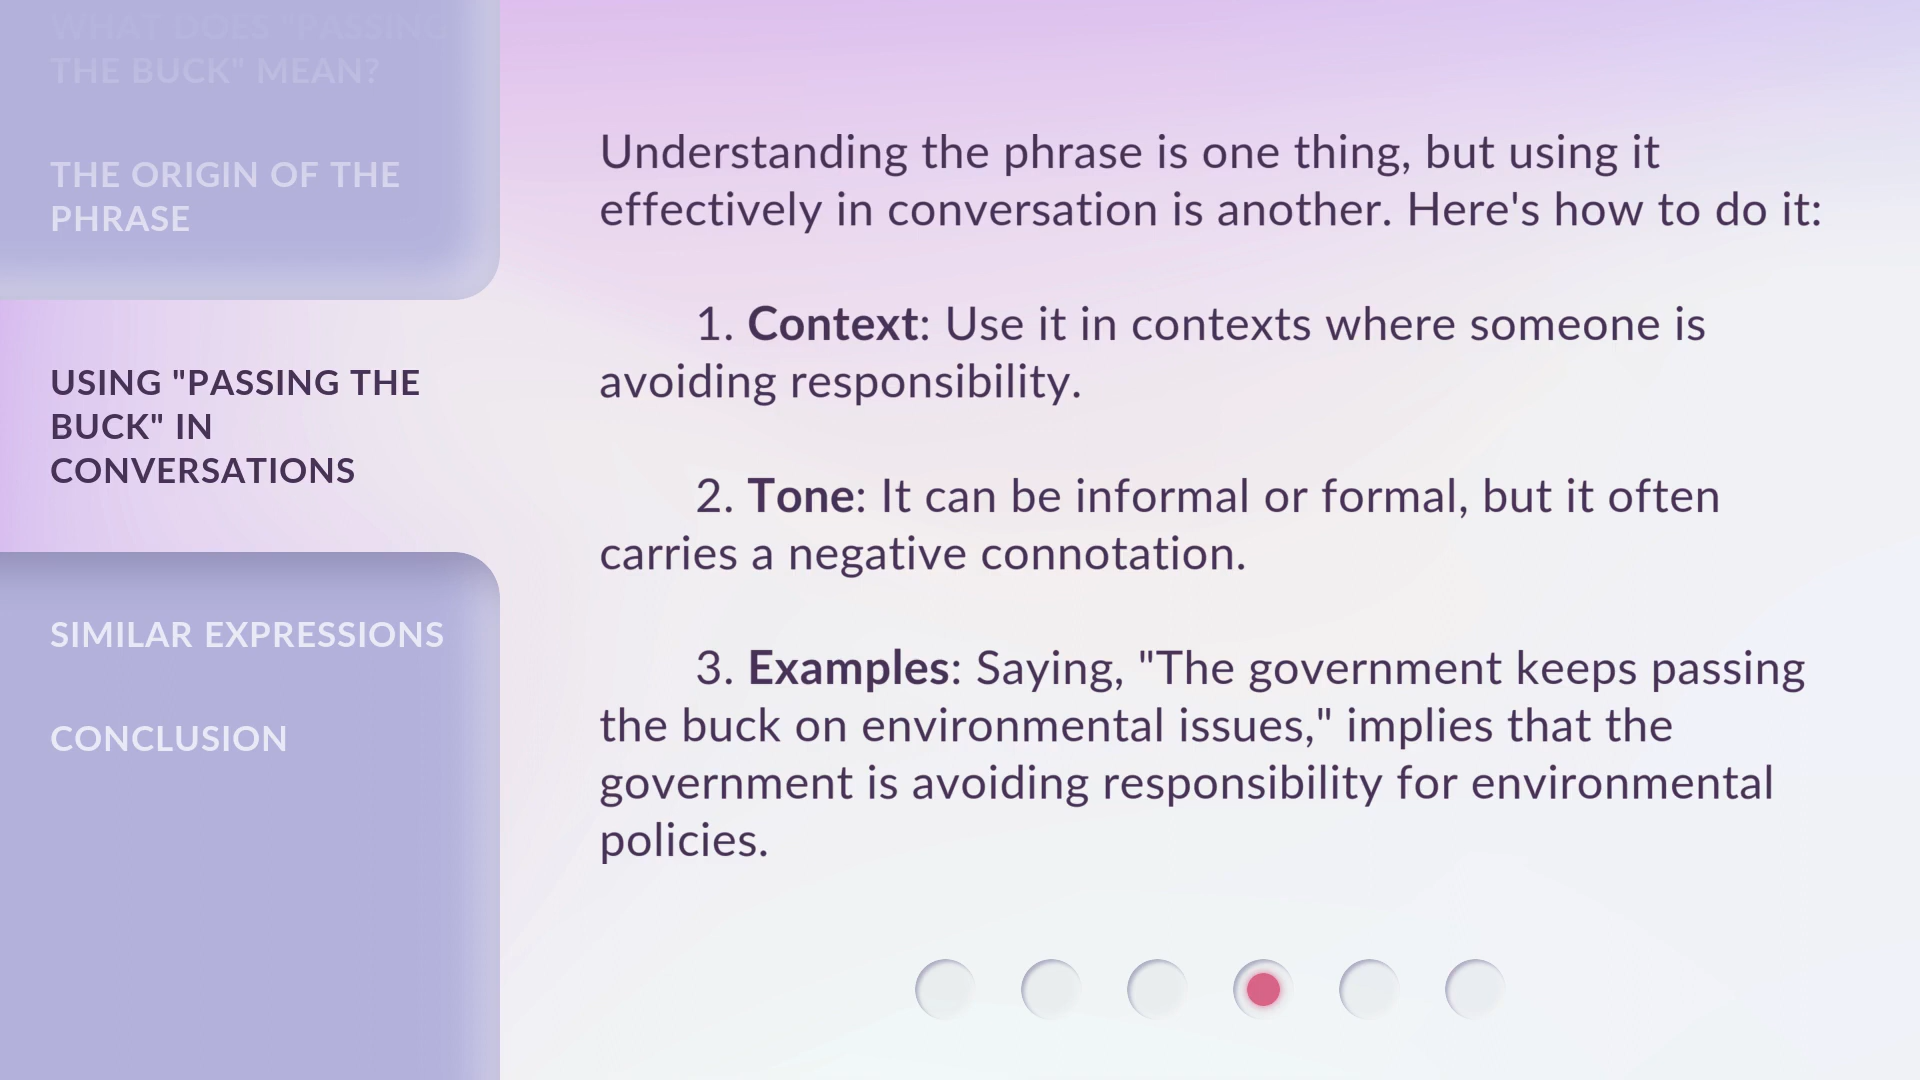 WHAT DOES "PASSING
THE BUCK" MEAN?
THE ORIGIN OF THE
PHRASE
USING "PASSING THE
BUCK" IN
CONVERSATIONS
SIMILAR EXPRESSIONS
CONCLUSION
Understanding the phrase is one thing, but using it
effectively in conversation is another. Here's how to do it:
1. Context: Use it in contexts where someone is
avoiding responsibility.
2. Tone: It can be informal or formal, but it often
carries a negative connotation.
3. Examples: Saying, "The government keeps passing
the buck on environmental issues," implies that the
government is avoiding responsibility for environmental
policies.